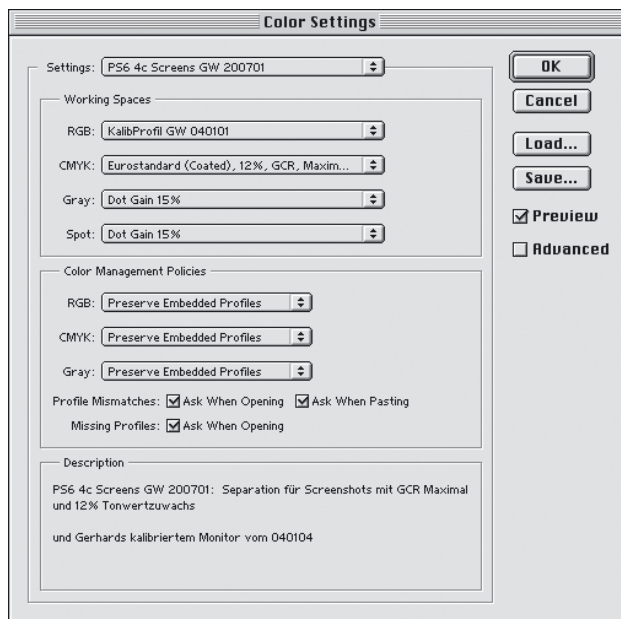 Color Settings
Settings: PS6 4c Screens GW 200701
OK
Cancel
Load...
Save...
Preview
Advanced
Working Spaces
RGB: KalibProfil GW 040101
CMYK: Eurostandard (Coated), 12%, GCR, Maxim...
Gray: Dot Gain 15%
Spot: Dot Gain 15%
Color Management Policies
RGB: Preserve Embedded Profiles
CMYK: Preserve Embedded Profiles
Gray: Preserve Embedded Profiles
Profile Mismatches: Ask When Opening Ask When Pasting
Missing Profiles: Ask When Opening
Description
PS6 4c Screens GW 200701: Separation für Screenshots mit GCR Maximal
und 12% Tonwertzuwachs
und Gerhards kalibriertem Monitor vom 040104